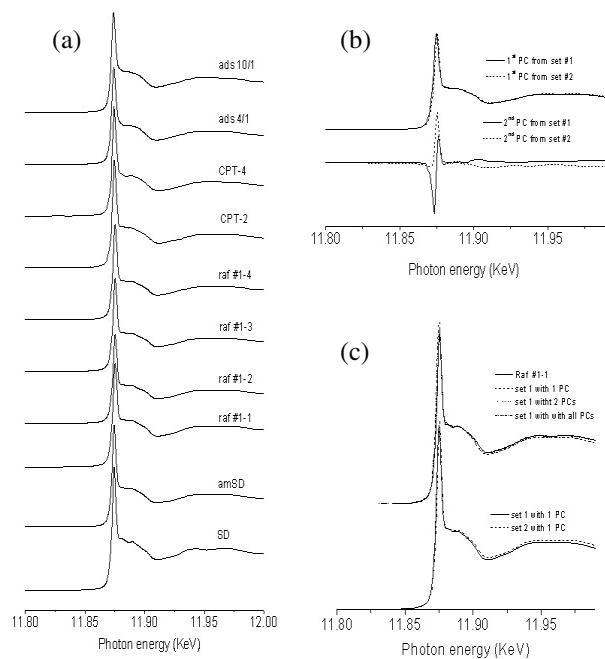 (a)
ads 10/1
ads 4/1
CPT-4
CPT-2
raf #1-4
raf #1-3
raf #1-2
raf #1-1
amSD
SD
11.80 11.85 11.90 11.95 12.00
Photon energy (KeV)
(b)
1st PC from set #1
1st PC from set #2
2nd PC from set #1
2nd PC from set #2
11.80 11.85 11.90 11.95
Photon energy (KeV)
(c)
Raf #1-1
set 1 with 1 PC
set 1 witht 2 PCs
set 1 with with all PCs
set 1 with 1 PC
set 2 with 1 PC
11.80 11.85 11.90 11.95
Photon energy (KeV)